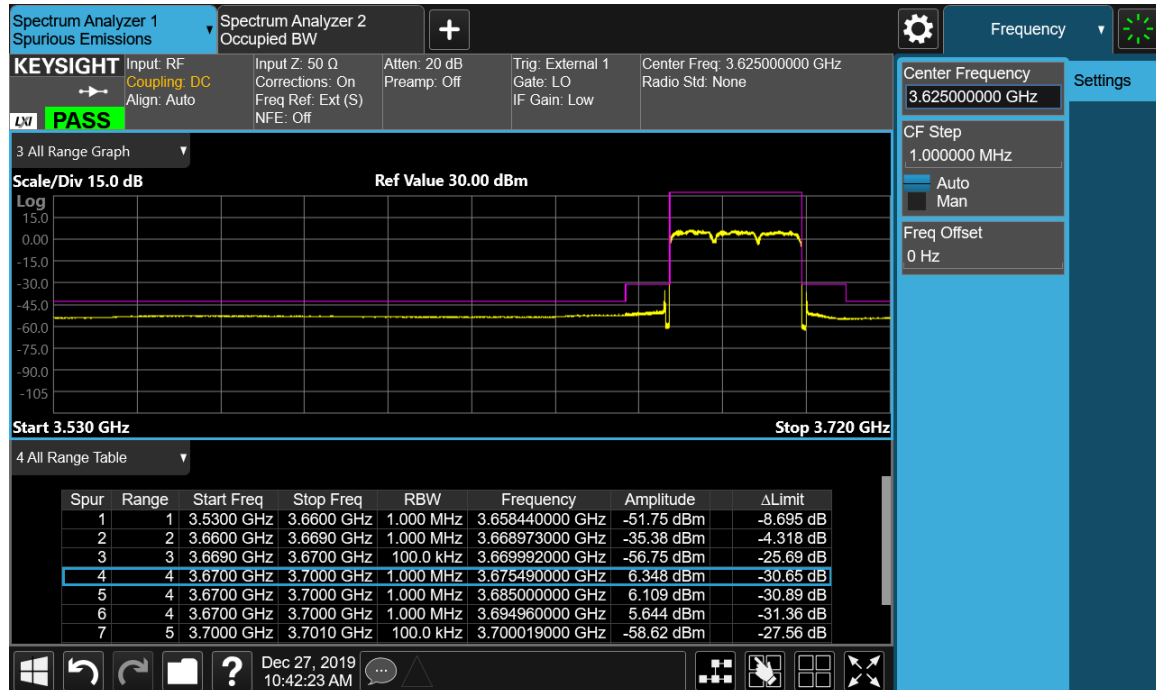 Spectrum Analyzer 1
Spurious Emissions
Spectrum Analyzer 2
Occupied BW
Frequency
KEYSIGHT
Input: RF
Coupling: DC
Align: Auto
Input Z: 50 Ω
Corrections: On
Freq Ref: Ext (S)
NFE: Off
Atten: 20 dB
Preamp: Off
Trig: External 1
Gate: LO
IF Gain: Low
Center Freq: 3.625000000 GHz
Radio Std: None
LXI PASS
Center Frequency
3.625000000 GHz
Settings
CF Step
1.000000 MHz
Auto
Man
Freq Offset
0 Hz
3 All Range Graph
Scale/Div 15.0 dB Ref Value 30.00 dBm
Log
15.0
0.00
-15.0
-30.0
-45.0
-60.0
-75.0
-90.0
-105
Start 3.530 GHz Stop 3.720 GHz
4 All Range Table
Spur Range Start Freq Stop Freq RBW Frequency Amplitude ΔLimit
1 1 3.5300 GHz 3.6600 GHz 1.000 MHz 3.658440000 GHz -51.75 dBm -8.695 dB
2 2 3.6600 GHz 3.6690 GHz 1.000 MHz 3.668973000 GHz -35.38 dBm -4.318 dB
3 3 3.6690 GHz 3.6700 GHz 100.0 kHz 3.669992000 GHz -56.75 dBm -25.69 dB
4 4 3.6700 GHz 3.7000 GHz 1.000 MHz 3.675490000 GHz 6.348 dBm -30.65 dB
5 4 3.6700 GHz 3.7000 GHz 1.000 MHz 3.685000000 GHz 6.109 dBm -30.89 dB
6 4 3.6700 GHz 3.7000 GHz 1.000 MHz 3.694960000 GHz 5.644 dBm -31.36 dB
7 5 3.7000 GHz 3.7010 GHz 100.0 kHz 3.700019000 GHz -58.62 dBm -27.56 dB
? Dec 27, 2019
10:42:23 AM